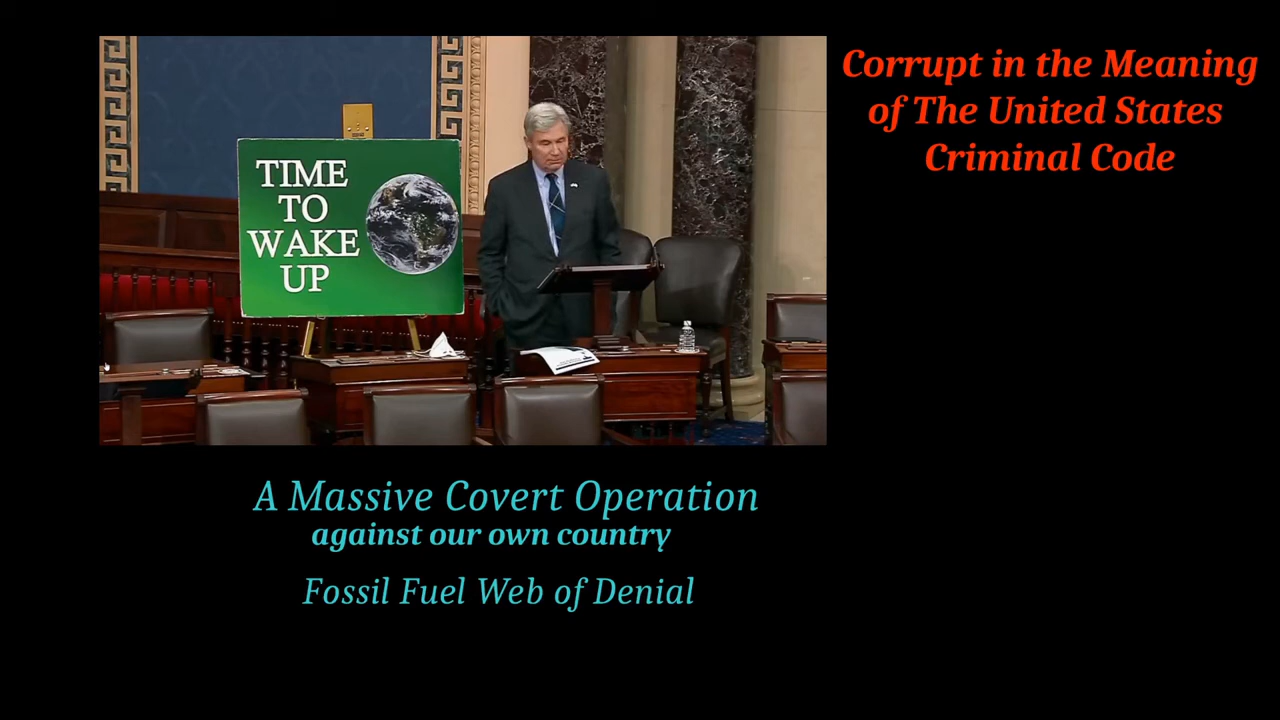 TIME
TO
WAKE
UP
Corrupt in the Meaning
of The United States
Criminal Code
A Massive Covert Operation
against our own country
Fossil Fuel Web of Denial